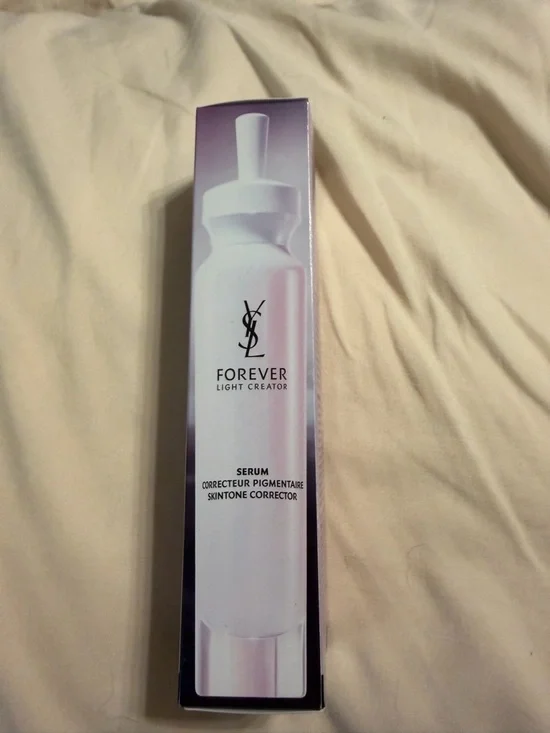 YSL
FOREVER
LIGHT CREATOR
SERUM
CORRECTEUR PIGMENTAIRE
SKINTONE CORRECTOR